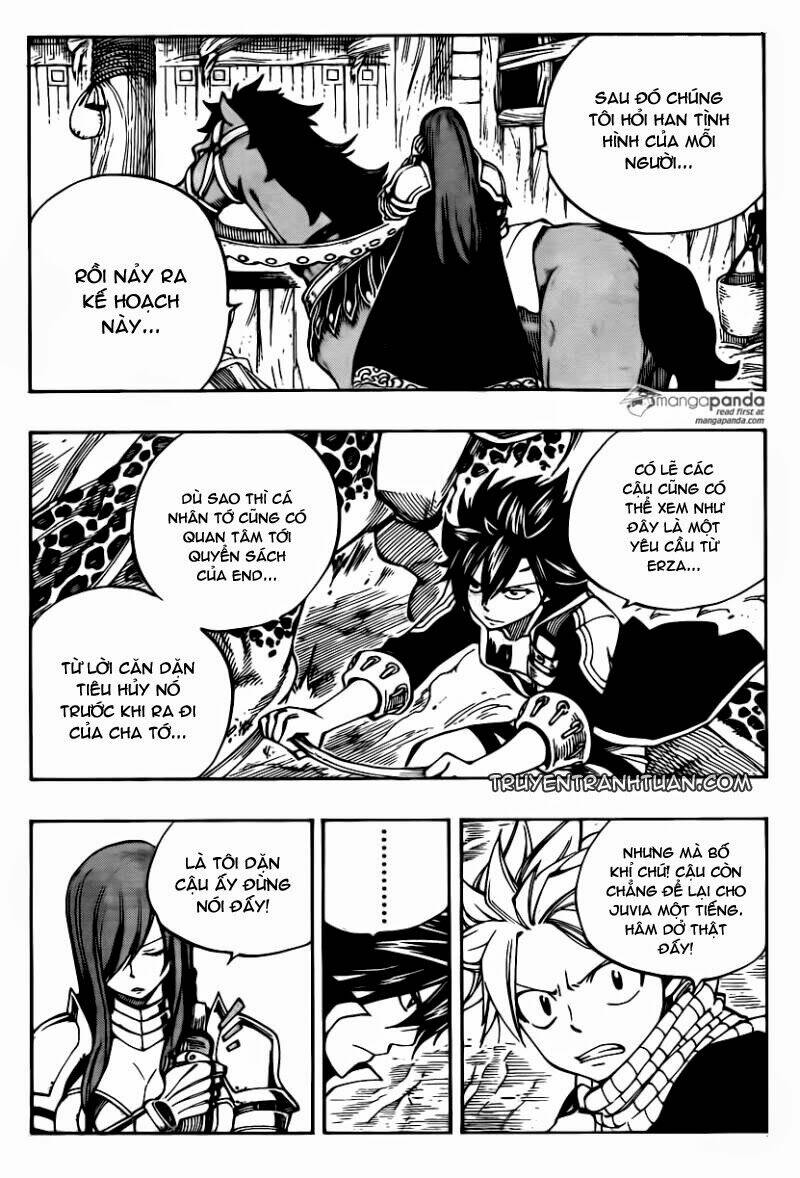 SAU ĐÓ CHÚNG
TÔI HỎI HAN TÌNH
HÌNH CỦA MỖI
NGƯỜI...
RỒI NẢY RA
KẾ HOẠCH
NÀY...
mangapanda
read first at
mangapanda.com
CÓ LẼ CÁC
CẬU CŨNG CÓ
THỂ XEM NHƯ
ĐÂY LÀ MỘT
YÊU CẦU TỪ
ERZA...
DÙ SAO THÌ CÁ
NHÂN TỚ CŨNG CÓ
QUAN TÂM TỚI
QUYỂN SÁCH
CỦA END...
TỪ LỜI CĂN DẶN
TIÊU HỦY NÓ
TRƯỚC KHI RA ĐI
CỦA CHA TỚ...
TRUYENTRANHTUAN.COM
NHƯNG MÀ BỐ
KHỈ CHỨ! CẬU CÒN
CHẲNG ĐỂ LẠI CHO
JUVIA MỘT TIẾNG.
HÂM DỞ THẬT
ĐẤY!
.........
LÀ TÔI DẶN
CẬU ẤY ĐỪNG
NÓI ĐẤY!